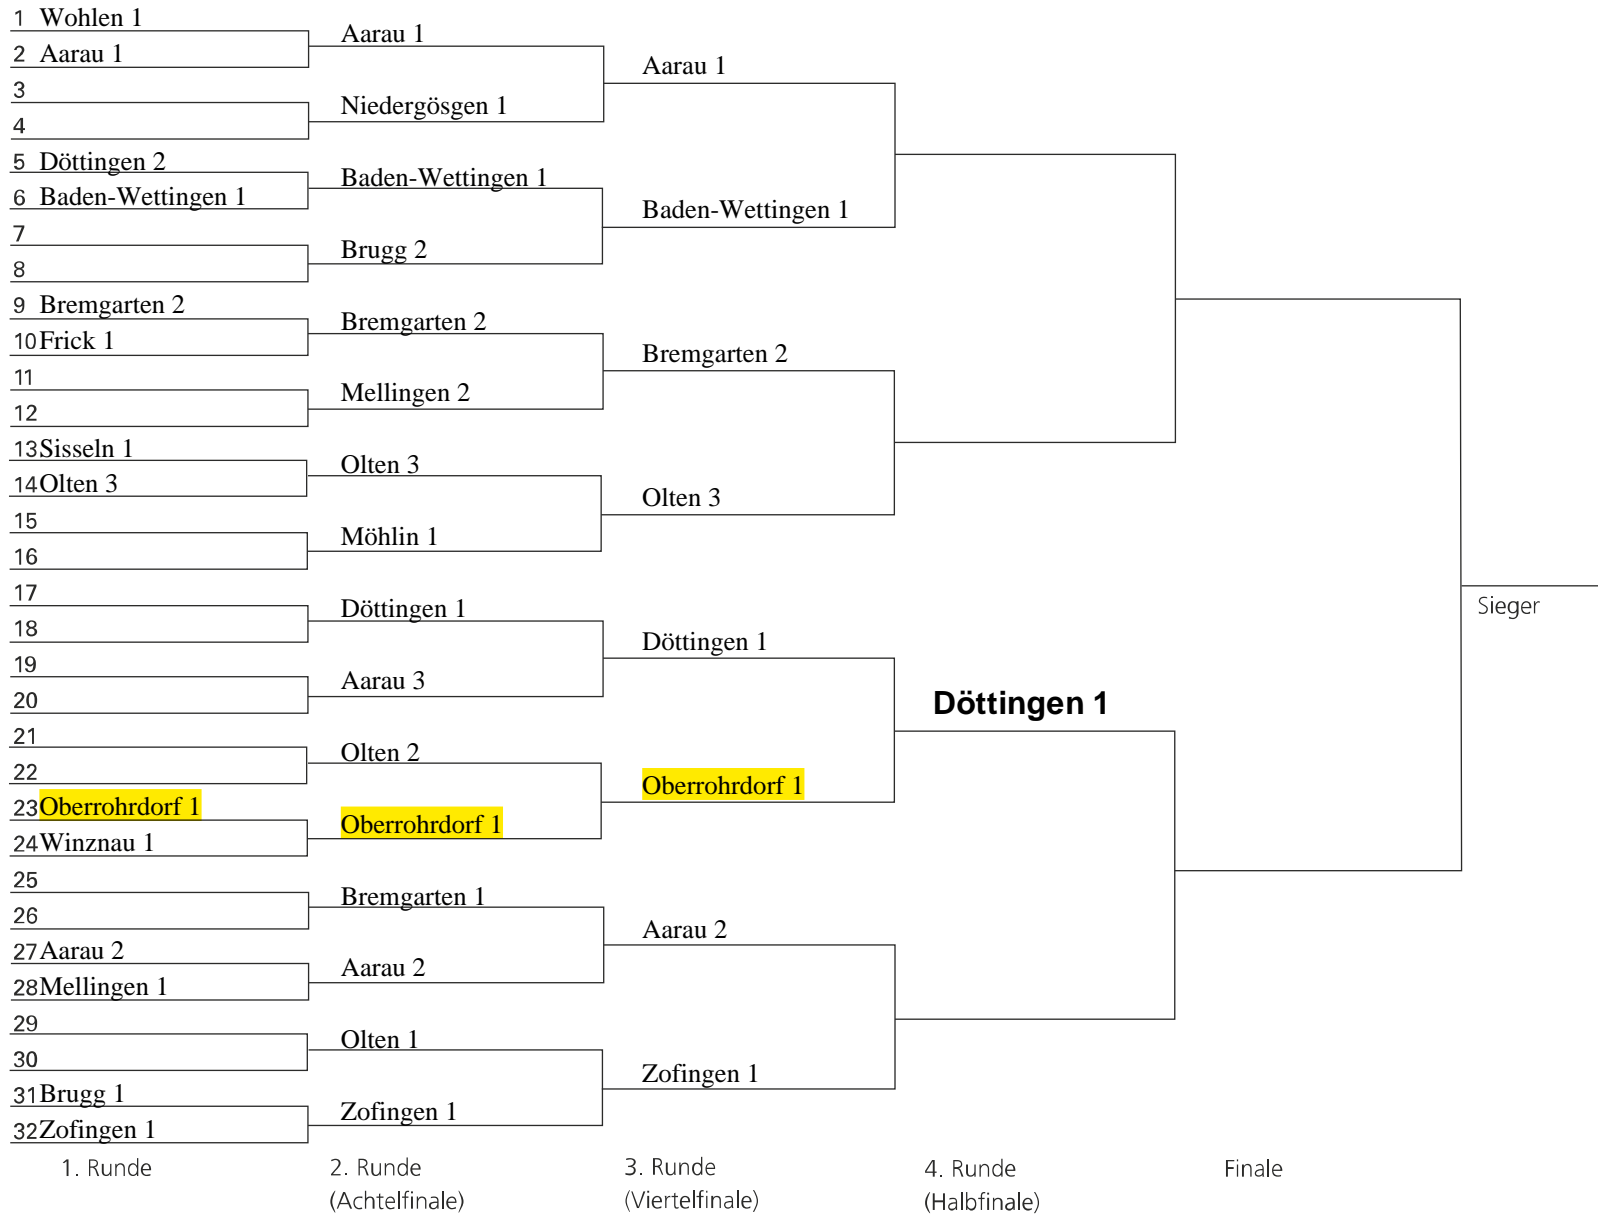 1 Wohlen 1
2 Aarau 1
3
4
5 Döttingen 2
6 Baden-Wettingen 1
7
8
9 Bremgarten 2
10 Frick 1
11
12
13 Sisseln 1
14 Olten 3
15
16
17
18
19
20
21
22
23 Oberrohrdorf 1
24 Winznau 1
25
26
27 Aarau 2
28 Mellingen 1
29
30
31 Brugg 1
32 Zofingen 1
1. Runde
Aarau 1
Niedergösgen 1
Baden-Wettingen 1
Brugg 2
Bremgarten 2
Mellingen 2
Olten 3
Möhlin 1
Döttingen 1
Aarau 3
Olten 2
Oberrohrdorf 1
Bremgarten 1
Aarau 2
Olten 1
Zofingen 1
2. Runde
(Achtelfinale)
Aarau 1
Baden-Wettingen 1
Bremgarten 2
Olten 3
Döttingen 1
Oberrohrdorf 1
Aarau 2
Zofingen 1
3. Runde
(Viertelfinale)
Döttingen 1
4. Runde
(Halbfinale)
Finale
Sieger